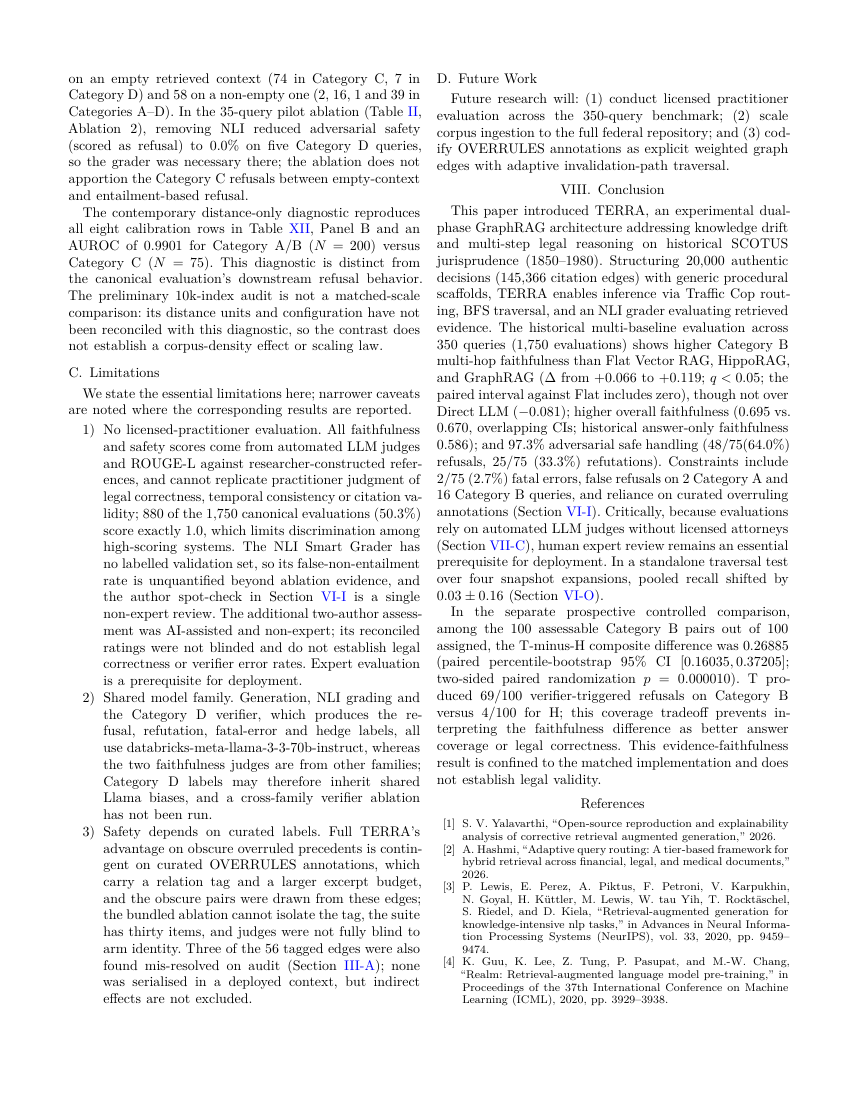 on an empty retrieved context (74 in Category C, 7 in
Category D) and 58 on a non-empty one (2, 16, 1 and 39 in
Categories A–D). In the 35-query pilot ablation (Table II,
Ablation 2), removing NLI reduced adversarial safety
(scored as refusal) to 0.0% on five Category D queries,
so the grader was necessary there; the ablation does not
apportion the Category C refusals between empty-context
and entailment-based refusal.
The contemporary distance-only diagnostic reproduces
all eight calibration rows in Table XII, Panel B and an
AUROC of 0.9901 for Category A/B (N = 200) versus
Category C (N = 75). This diagnostic is distinct from
the canonical evaluation's downstream refusal behavior.
The preliminary 10k-index audit is not a matched-scale
comparison: its distance units and configuration have not
been reconciled with this diagnostic, so the contrast does
not establish a corpus-density effect or scaling law.
C. Limitations
We state the essential limitations here; narrower caveats
are noted where the corresponding results are reported.
1) No licensed-practitioner evaluation. All faithfulness
and safety scores come from automated LLM judges
and ROUGE-L against researcher-constructed refer-
ences, and cannot replicate practitioner judgment of
legal correctness, temporal consistency or citation va-
lidity; 880 of the 1,750 canonical evaluations (50.3%)
score exactly 1.0, which limits discrimination among
high-scoring systems. The NLI Smart Grader has
no labelled validation set, so its false-non-entailment
rate is unquantified beyond ablation evidence, and
the author spot-check in Section VI-I is a single
non-expert review. The additional two-author assess-
ment was AI-assisted and non-expert; its reconciled
ratings were not blinded and do not establish legal
correctness or verifier error rates. Expert evaluation
is a prerequisite for deployment.
2) Shared model family. Generation, NLI grading and
the Category D verifier, which produces the re-
fusal, refutation, fatal-error and hedge labels, all
use databricks-meta-llama-3-3-70b-instruct, whereas
the two faithfulness judges are from other families;
Category D labels may therefore inherit shared
Llama biases, and a cross-family verifier ablation
has not been run.
3) Safety depends on curated labels. Full TERRA's
advantage on obscure overruled precedents is contin-
gent on curated OVERRULES annotations, which
carry a relation tag and a larger excerpt budget,
and the obscure pairs were drawn from these edges;
the bundled ablation cannot isolate the tag, the suite
has thirty items, and judges were not fully blind to
arm identity. Three of the 56 tagged edges were also
found mis-resolved on audit (Section III-A); none
was serialised in a deployed context, but indirect
effects are not excluded.
D. Future Work
Future research will: (1) conduct licensed practitioner
evaluation across the 350-query benchmark; (2) scale
corpus ingestion to the full federal repository; and (3) cod-
ify OVERRULES annotations as explicit weighted graph
edges with adaptive invalidation-path traversal.
VIII. Conclusion
This paper introduced TERRA, an experimental dual-
phase GraphRAG architecture addressing knowledge drift
and multi-step legal reasoning on historical SCOTUS
jurisprudence (1850–1980). Structuring 20,000 authentic
decisions (145,366 citation edges) with generic procedural
scaffolds, TERRA enables inference via Traffic Cop rout-
ing, BFS traversal, and an NLI grader evaluating retrieved
evidence. The historical multi-baseline evaluation across
350 queries (1,750 evaluations) shows higher Category B
multi-hop faithfulness than Flat Vector RAG, HippoRAG,
and GraphRAG (Δ from +0.066 to +0.119; q < 0.05; the
paired interval against Flat includes zero), though not over
Direct LLM (−0.081); higher overall faithfulness (0.695 vs.
0.670, overlapping CIs; historical answer-only faithfulness
0.586); and 97.3% adversarial safe handling (48/75(64.0%)
refusals, 25/75 (33.3%) refutations). Constraints include
2/75 (2.7%) fatal errors, false refusals on 2 Category A and
16 Category B queries, and reliance on curated overruling
annotations (Section VI-I). Critically, because evaluations
rely on automated LLM judges without licensed attorneys
(Section VII-C), human expert review remains an essential
prerequisite for deployment. In a standalone traversal test
over four snapshot expansions, pooled recall shifted by
0.03 ± 0.16 (Section VI-O).
In the separate prospective controlled comparison,
among the 100 assessable Category B pairs out of 100
assigned, the T-minus-H composite difference was 0.26885
(paired percentile-bootstrap 95% CI [0.16035, 0.37205];
two-sided paired randomization p = 0.000010). T pro-
duced 69/100 verifier-triggered refusals on Category B
versus 4/100 for H; this coverage tradeoff prevents in-
terpreting the faithfulness difference as better answer
coverage or legal correctness. This evidence-faithfulness
result is confined to the matched implementation and does
not establish legal validity.
References
[1] S. V. Yalavarthi, “Open-source reproduction and explainability
analysis of corrective retrieval augmented generation,” 2026.
[2] A. Hashmi, “Adaptive query routing: A tier-based framework for
hybrid retrieval across financial, legal, and medical documents,”
2026.
[3] P. Lewis, E. Perez, A. Piktus, F. Petroni, V. Karpukhin,
N. Goyal, H. Küttler, M. Lewis, W. tau Yih, T. Rocktäschel,
S. Riedel, and D. Kiela, “Retrieval-augmented generation for
knowledge-intensive nlp tasks,” in Advances in Neural Informa-
tion Processing Systems (NeurIPS), vol. 33, 2020, pp. 9459–
9474.
[4] K. Guu, K. Lee, Z. Tung, P. Pasupat, and M.-W. Chang,
“Realm: Retrieval-augmented language model pre-training,” in
Proceedings of the 37th International Conference on Machine
Learning (ICML), 2020, pp. 3929–3938.